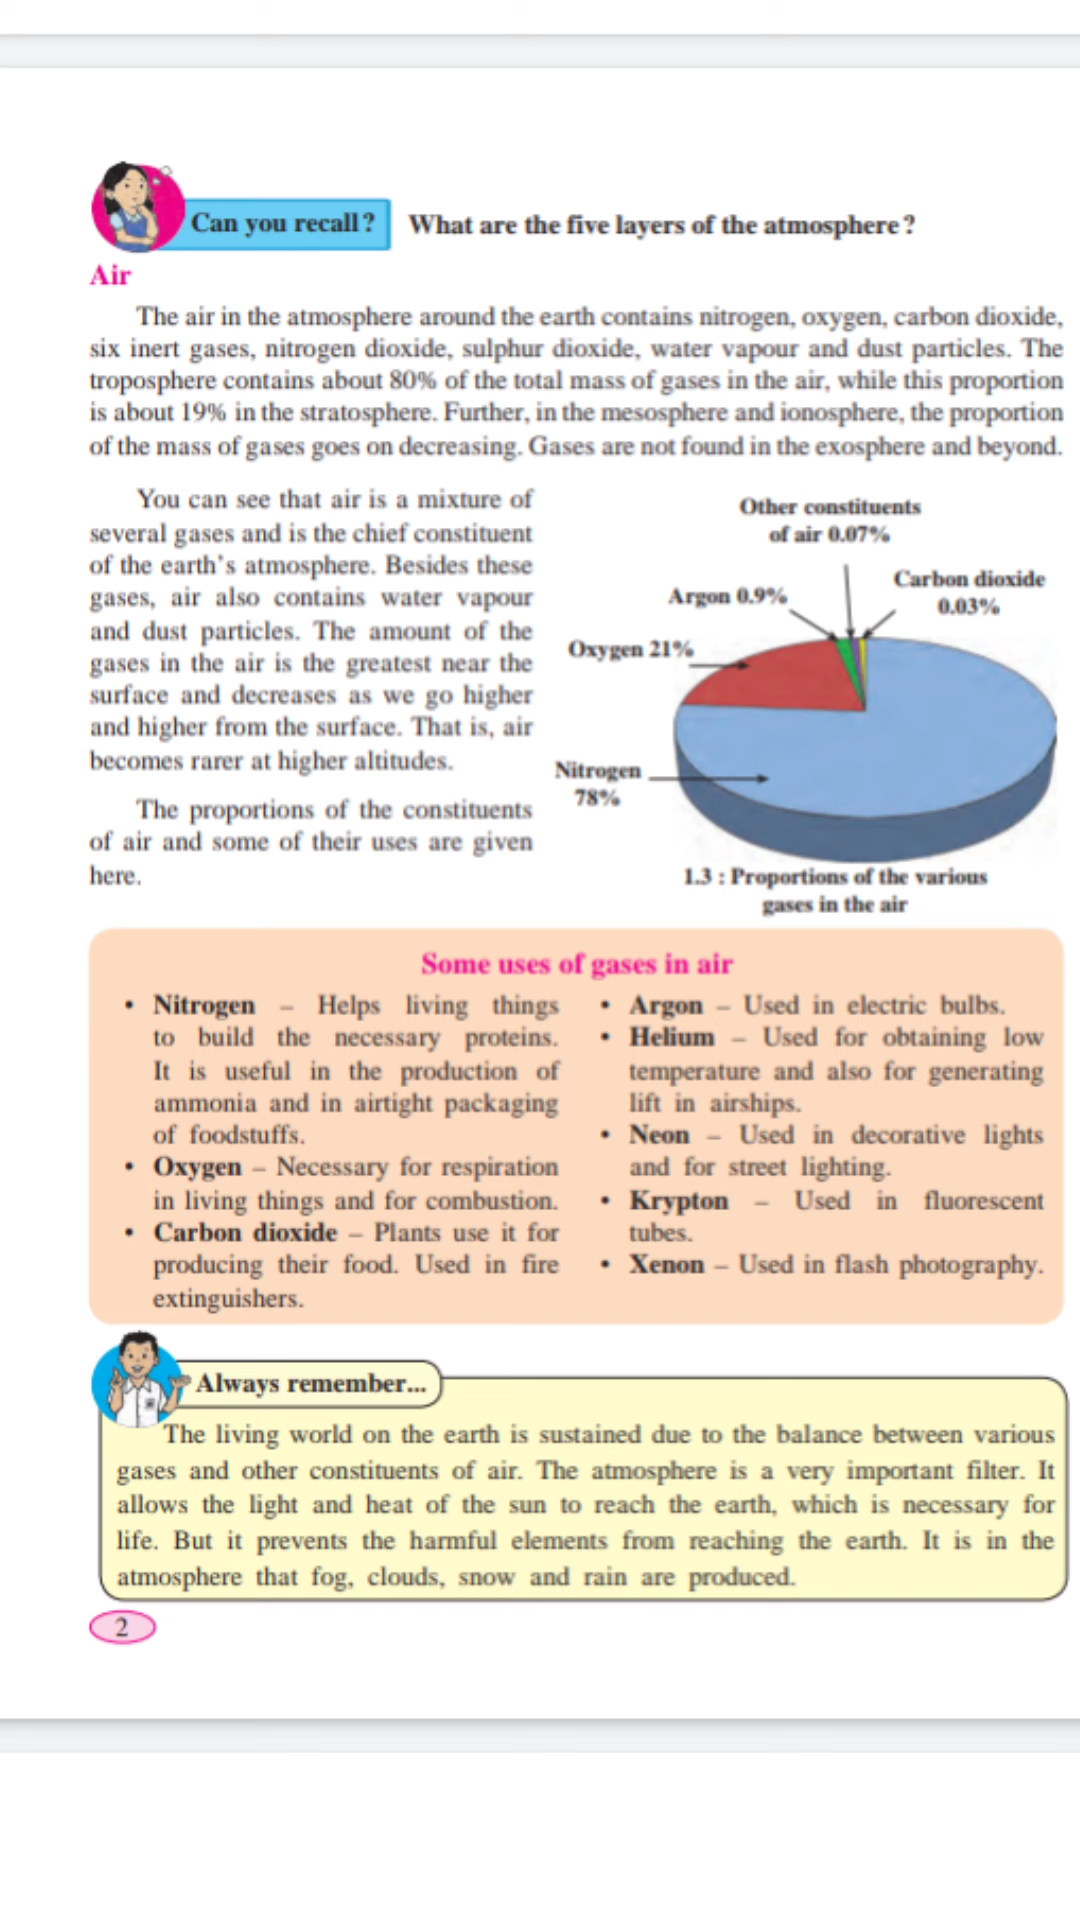 Can you recall? What are the five layers of the atmosphere?
Air
The air in the atmosphere around the earth contains nitrogen, oxygen, carbon dioxide,
six inert gases, nitrogen dioxide, sulphur dioxide, water vapour and dust particles. The
troposphere contains about 80% of the total mass of gases in the air, while this proportion
is about 19% in the stratosphere. Further, in the mesosphere and ionosphere, the proportion
of the mass of gases goes on decreasing. Gases are not found in the exosphere and beyond.
You can see that air is a mixture of
several gases and is the chief constituent
of the earth's atmosphere. Besides these
gases, air also contains water vapour
and dust particles. The amount of the
gases in the air is the greatest near the
surface and decreases as we go higher
and higher from the surface. That is, air
becomes rarer at higher altitudes.
The proportions of the constituents
of air and some of their uses are given
here.
Other constituents
of air 0.07%
Carbon dioxide
0.03%
Argon 0.9%
Oxygen 21%
Nitrogen
78%
1.3 : Proportions of the various
gases in the air
Some uses of gases in air
• Nitrogen – Helps living things
to build the necessary proteins.
It is useful in the production of
ammonia and in airtight packaging
of foodstuffs.
• Oxygen – Necessary for respiration
in living things and for combustion.
• Carbon dioxide – Plants use it for
producing their food. Used in fire
extinguishers.
• Argon – Used in electric bulbs.
• Helium – Used for obtaining low
temperature and also for generating
lift in airships.
• Neon – Used in decorative lights
and for street lighting.
• Krypton – Used in fluorescent
tubes.
• Xenon – Used in flash photography.
Always remember...
The living world on the earth is sustained due to the balance between various
gases and other constituents of air. The atmosphere is a very important filter. It
allows the light and heat of the sun to reach the earth, which is necessary for
life. But it prevents the harmful elements from reaching the earth. It is in the
atmosphere that fog, clouds, snow and rain are produced.
2